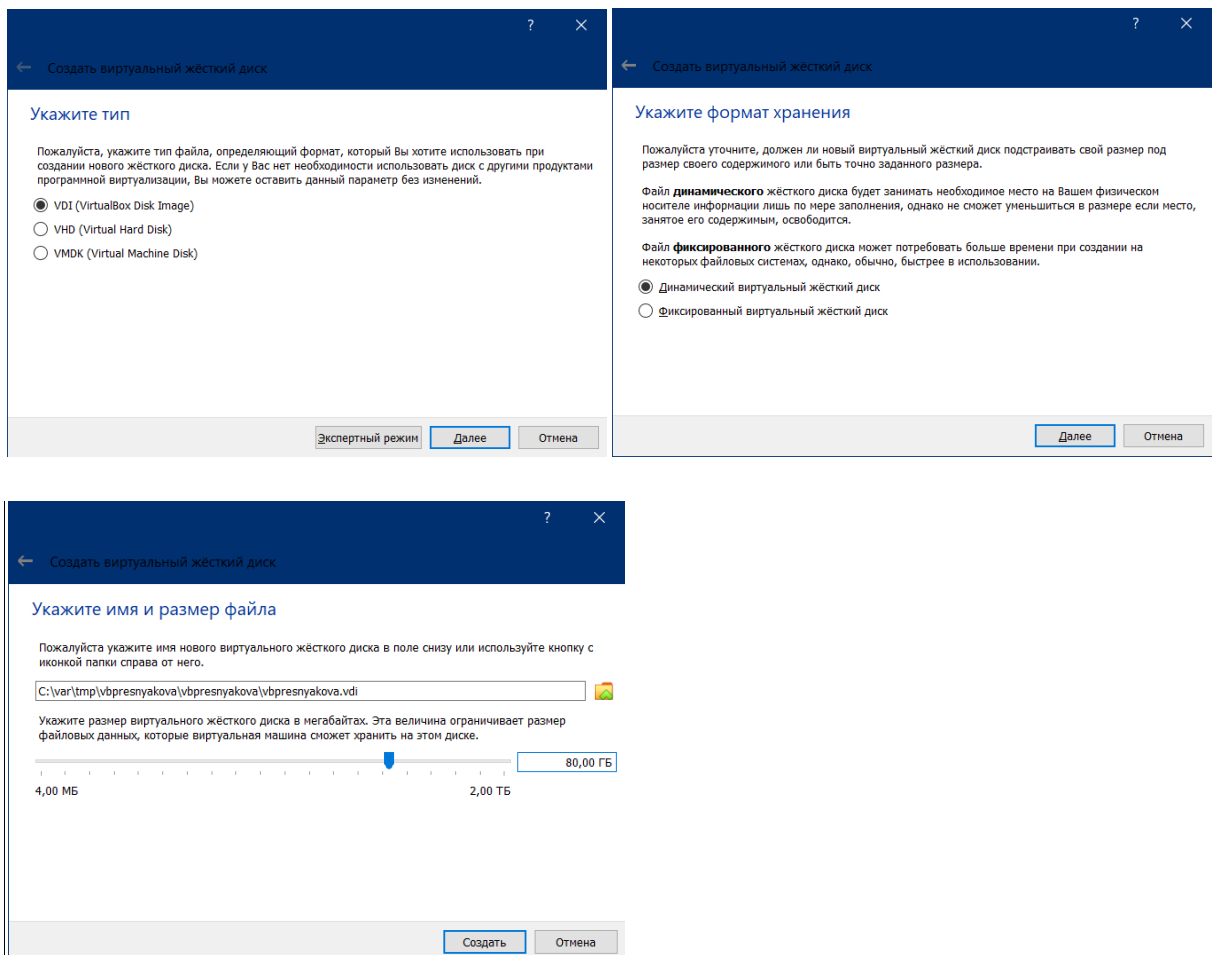 ?
Создать виртуальный жёсткий диск
Укажите тип
Пожалуйста, укажите тип файла, определяющий формат, который Вы хотите использовать при
создании нового жёсткого диска. Если у Вас нет необходимости использовать диск с другими продуктами
программной виртуализации, Вы можете оставить данный параметр без изменений.
VDI (VirtualBox Disk Image)
VHD (Virtual Hard Disk)
VMDK (Virtual Machine Disk)
Экспертный режим
Далее
Отмена
?
Создать виртуальный жёсткий диск
Укажите формат хранения
Пожалуйста уточните, должен ли новый виртуальный жёсткий диск подстраивать свой размер под
размер своего содержимого или быть точно заданного размера.
Файл динамического жёсткого диска будет занимать необходимое место на Вашем физическом
носителе информации лишь по мере заполнения, однако не сможет уменьшиться в размере если место,
занятое его содержимым, освободится.
Файл фиксированного жёсткого диска может потребовать больше времени при создании на
некоторых файловых системах, однако, обычно, быстрее в использовании.
Динамический виртуальный жёсткий диск
Фиксированный виртуальный жёсткий диск
Далее
Отмена
?
Создать виртуальный жёсткий диск
Укажите имя и размер файла
Пожалуйста укажите имя нового виртуального жёсткого диска в поле снизу или используйте кнопку с
иконкой папки справа от него.
C:\var\tmp\vbpresnyakova\vbpresnyakova\vbpresnyakova.vdi
Укажите размер виртуального жёсткого диска в мегабайтах. Эта величина ограничивает размер
файловых данных, которые виртуальная машина сможет хранить на этом диске.
80,00 ГБ
4,00 МБ
2,00 ТБ
Создать
Отмена